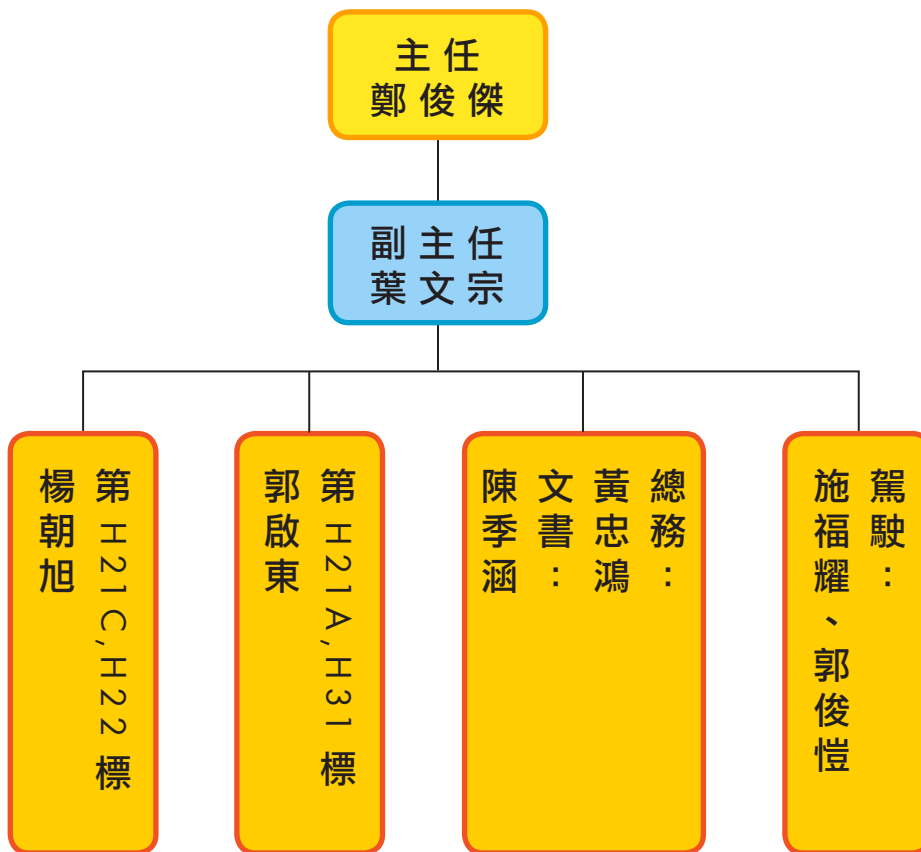 主任
鄭俊傑
副主任
葉文宗
第H21C,H22標
楊朝旭
第H21A,H31標
郭啟東
總務：
黃忠鴻
文書：
陳季涵
駕駛：
施福耀、郭俊愷